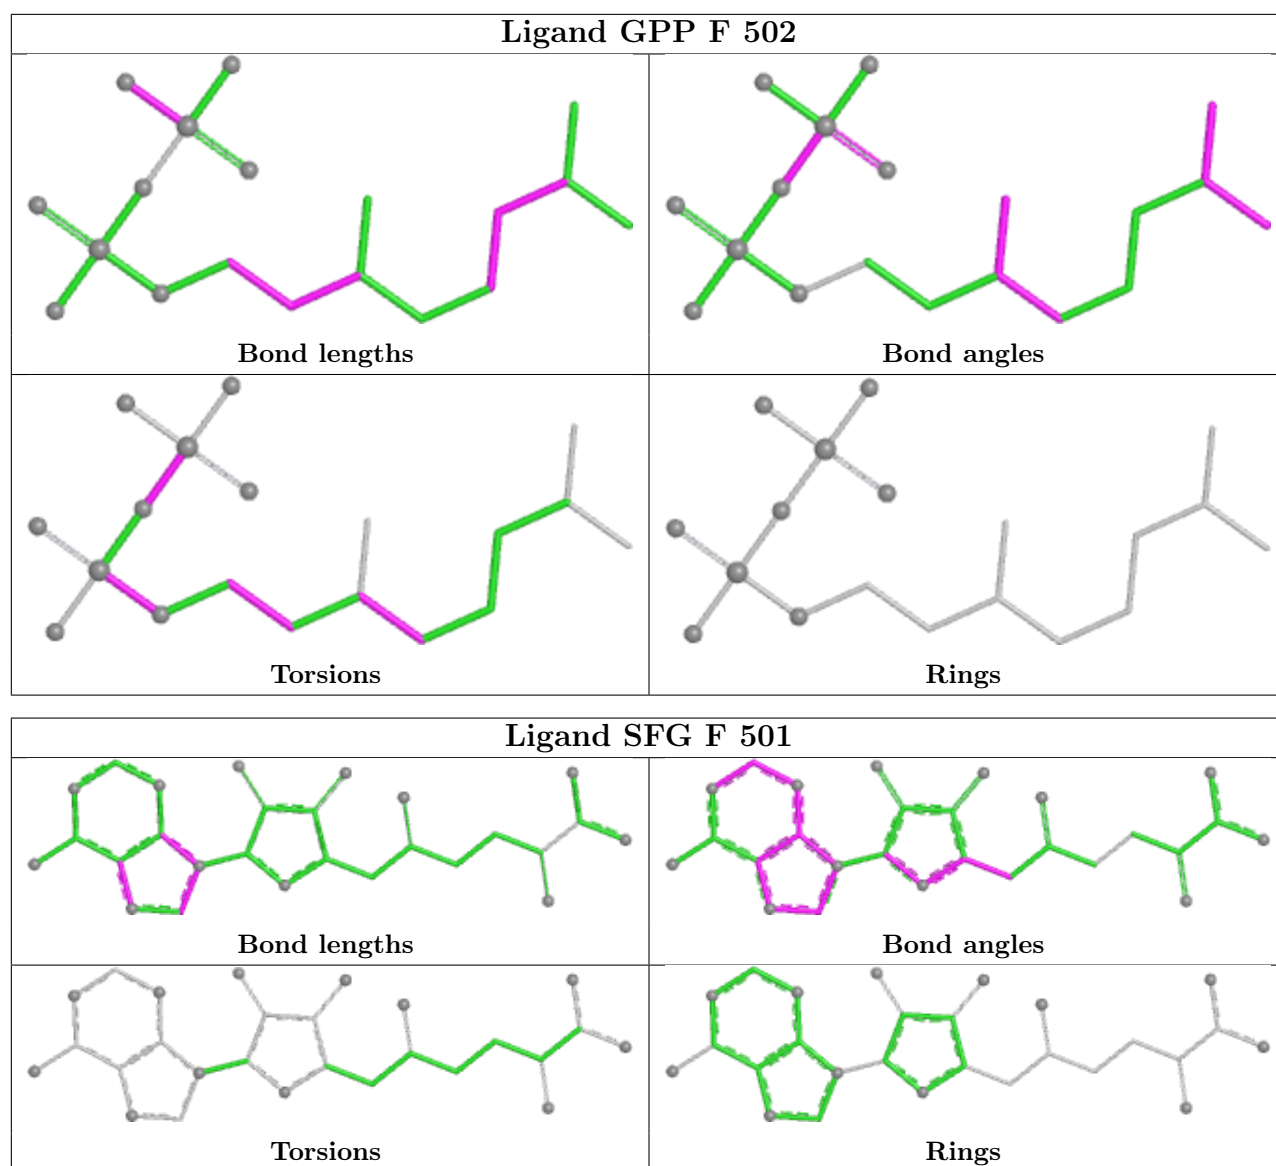 Ligand GPP F 502
Bond lengths
Bond angles
Torsions
Rings
Ligand SFG F 501
Bond lengths
Bond angles
Torsions
Rings